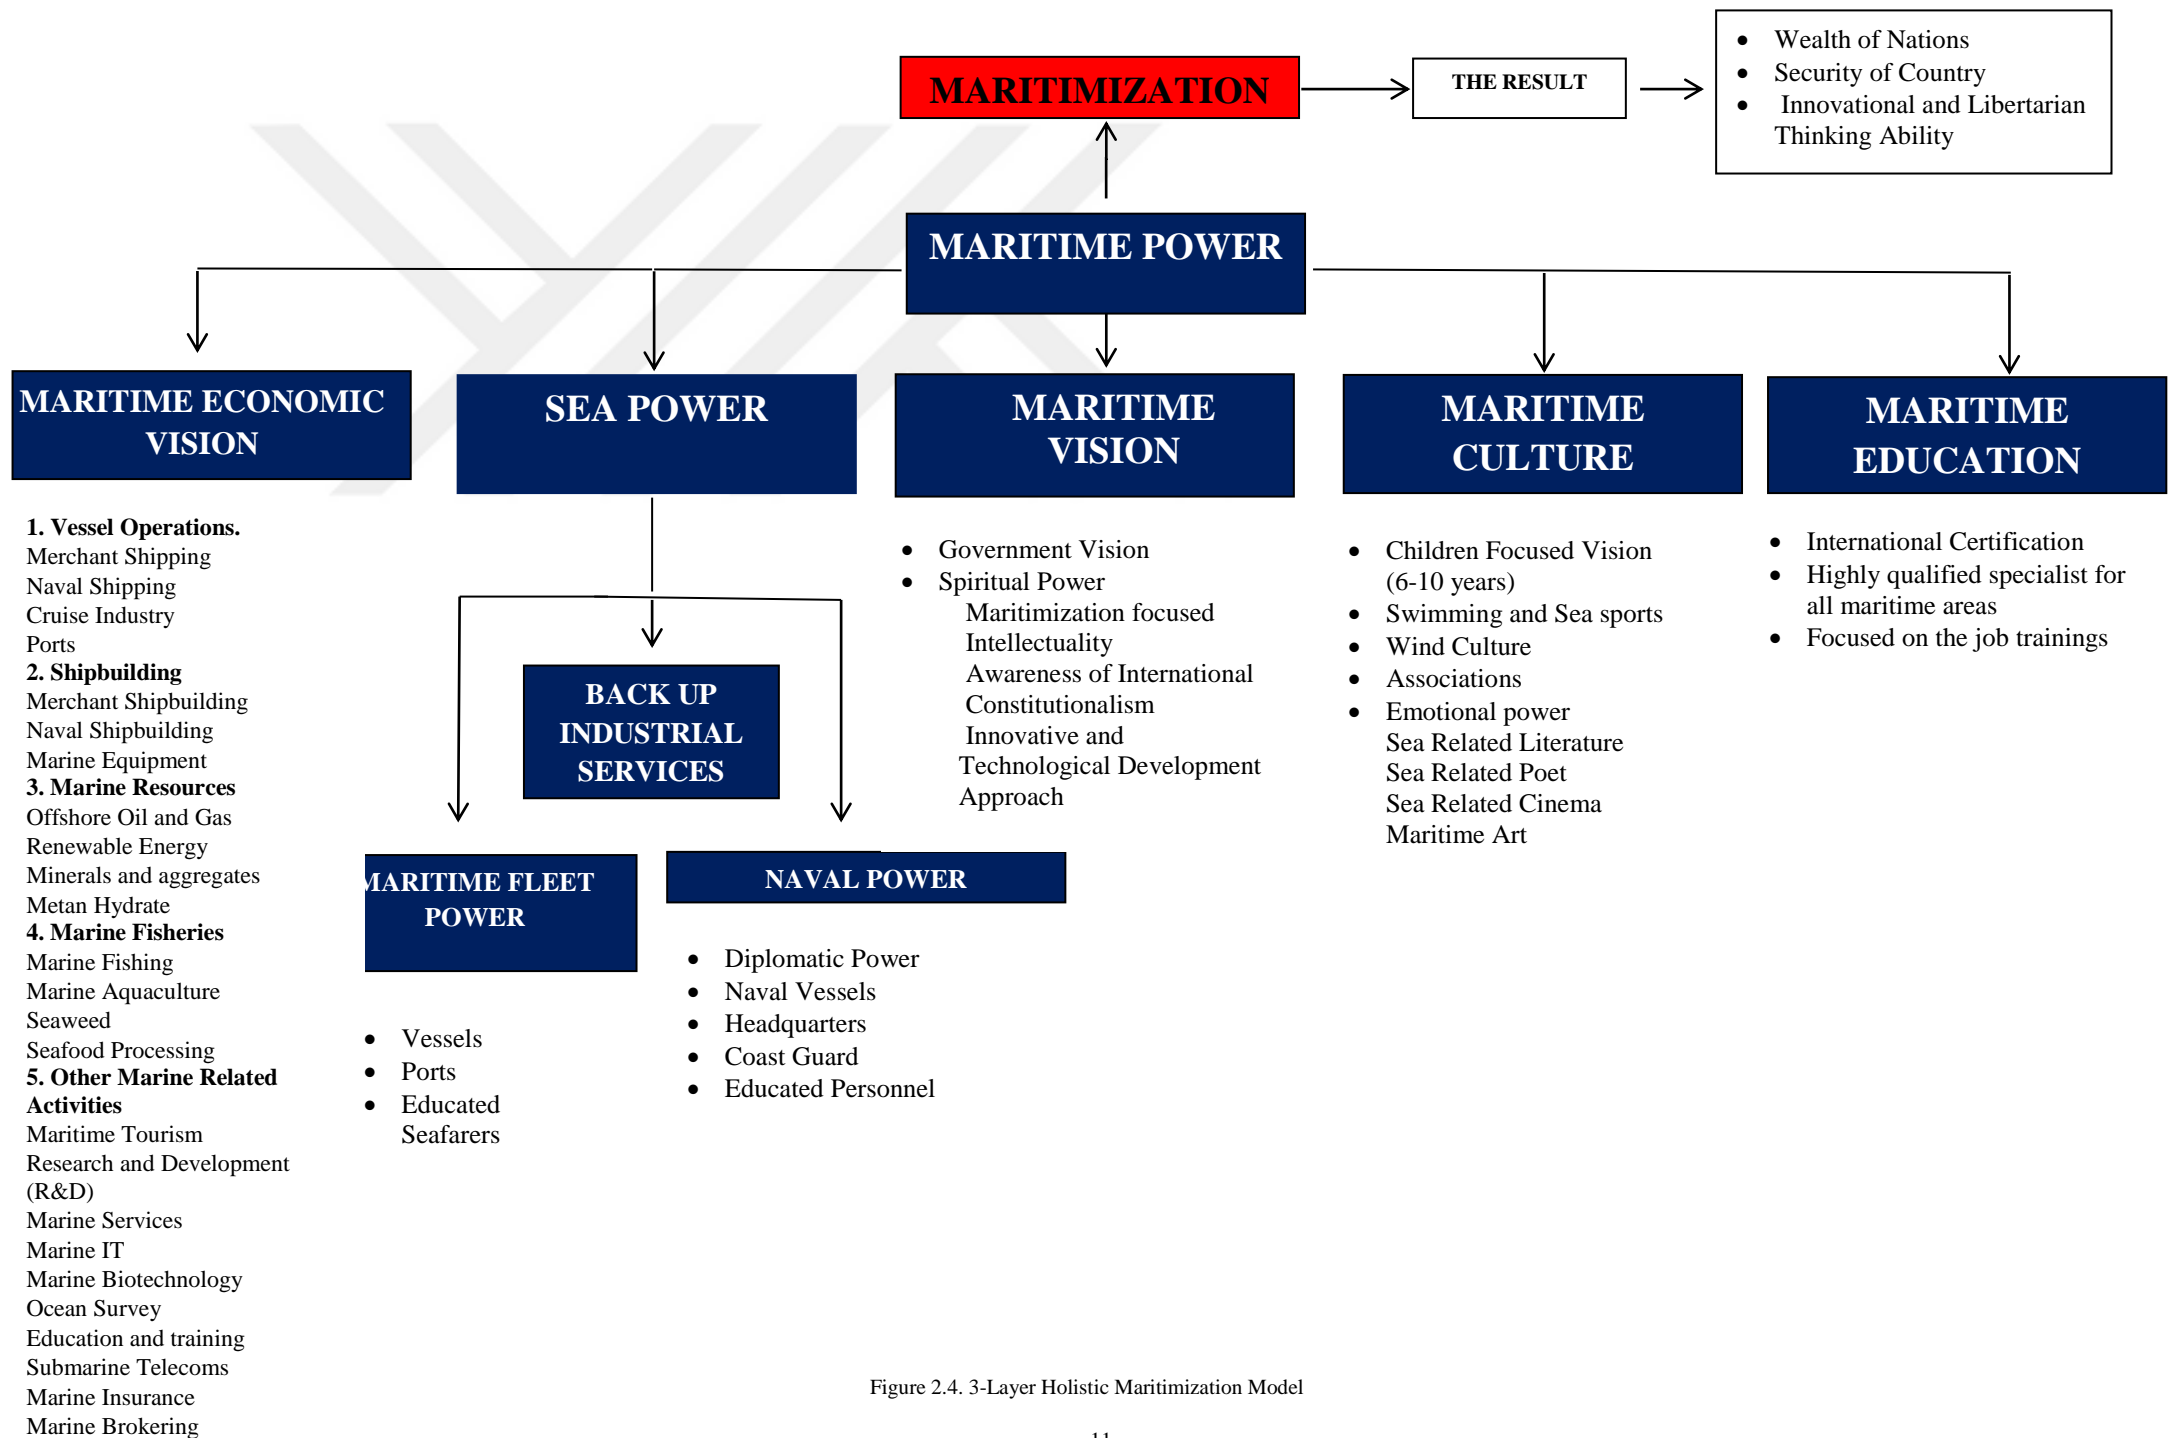 MARITIMIZATION
THE RESULT
• Wealth of Nations
• Security of Country
• Innovational and Libertarian
Thinking Ability
MARITIME POWER
MARITIME ECONOMIC
VISION
1. Vessel Operations.
Merchant Shipping
Naval Shipping
Cruise Industry
Ports
2. Shipbuilding
Merchant Shipbuilding
Naval Shipbuilding
Marine Equipment
3. Marine Resources
Offshore Oil and Gas
Renewable Energy
Minerals and aggregates
Metan Hydrate
4. Marine Fisheries
Marine Fishing
Marine Aquaculture
Seaweed
Seafood Processing
5. Other Marine Related
Activities
Maritime Tourism
Research and Development
(R&D)
Marine Services
Marine IT
Marine Biotechnology
Ocean Survey
Education and training
Submarine Telecoms
Marine Insurance
Marine Brokering
SEA POWER
BACK UP
INDUSTRIAL
SERVICES
MARITIME FLEET
POWER
• Vessels
• Ports
• Educated
Seafarers
NAVAL POWER
• Diplomatic Power
• Naval Vessels
• Headquarters
• Coast Guard
• Educated Personnel
MARITIME
VISION
• Government Vision
• Spiritual Power
Maritimization focused
Intellectuality
Awareness of International
Constitutionalism
Innovative and
Technological Development
Approach
MARITIME
CULTURE
• Children Focused Vision
(6-10 years)
• Swimming and Sea sports
• Wind Culture
• Associations
• Emotional power
Sea Related Literature
Sea Related Poet
Sea Related Cinema
Maritime Art
MARITIME
EDUCATION
• International Certification
• Highly qualified specialist for
all maritime areas
• Focused on the job trainings
Figure 2.4. 3-Layer Holistic Maritimization Model